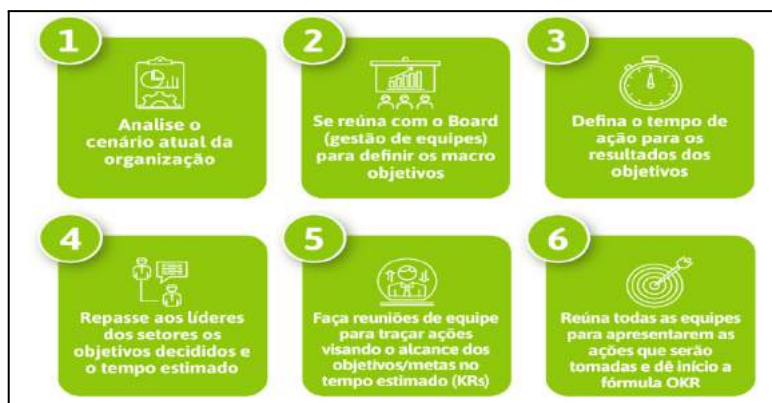 1
Analise o
cenário atual da
organização
2
Se reúna com o Board
(gestão de equipes)
para definir os macro
objetivos
3
Defina o tempo de
ação para os
resultados dos
objetivos
4
Repasse aos líderes
dos setores os
objetivos decididos e
o tempo estimado
5
Faça reuniões de equipe
para traçar ações
visando o alcance dos
objetivos/metas no
tempo estimado (KRs)
6
Reúna todas as equipes
para apresentarem as
ações que serão
tomadas e dê início a
fórmula OKR